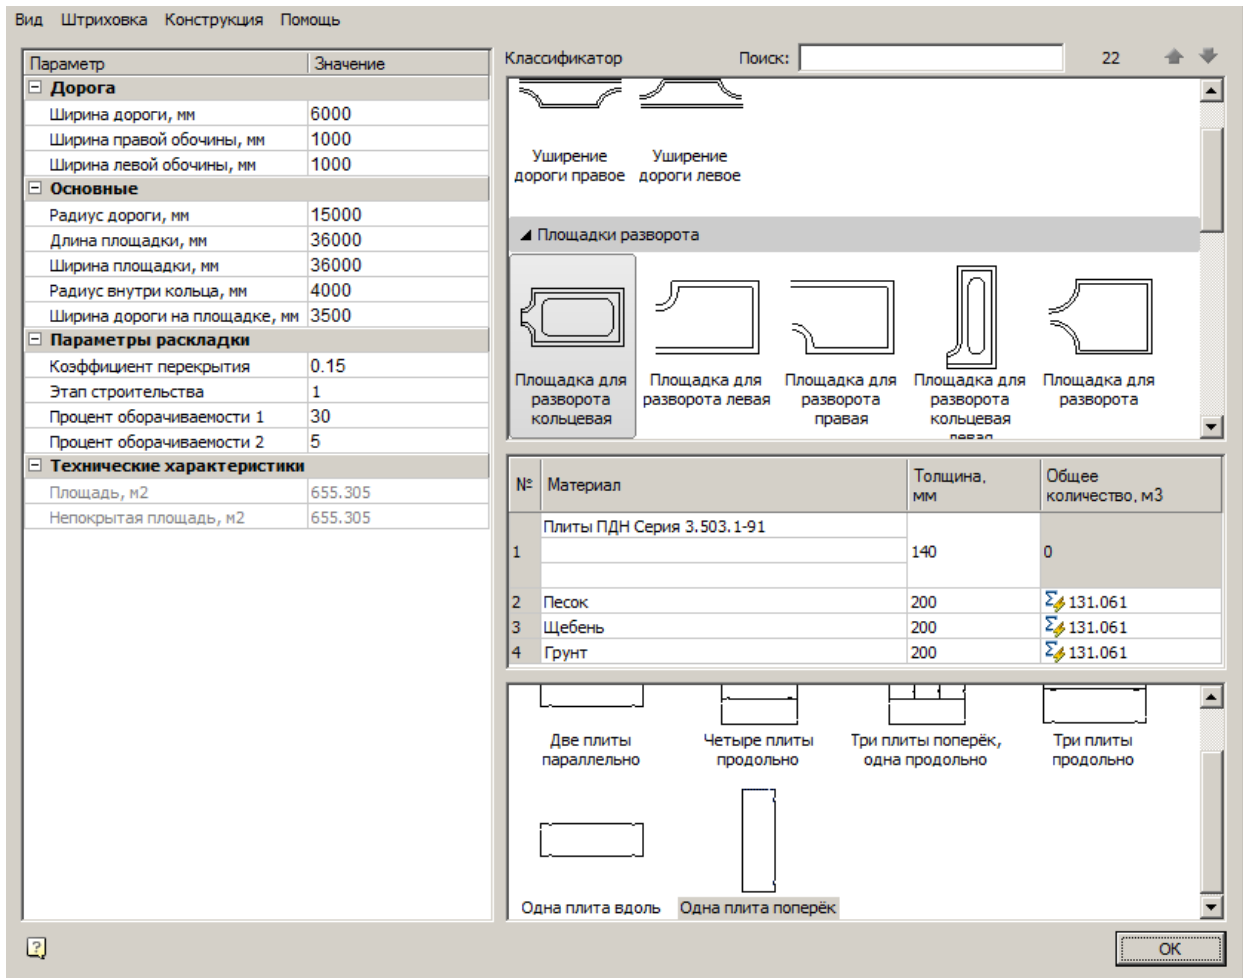 Вид Штриховка Конструкция Помощь
Параметр Значение
Дорога
Ширина дороги, мм 6000
Ширина правой обочины, мм 1000
Ширина левой обочины, мм 1000
Основные
Радиус дороги, мм 15000
Длина площадки, мм 36000
Ширина площадки, мм 36000
Радиус внутри кольца, мм 4000
Ширина дороги на площадке, мм 3500
Параметры раскладки
Коэффициент перекрытия 0.15
Этап строительства 1
Процент оборачиваемости 1 30
Процент оборачиваемости 2 5
Технические характеристики
Площадь, м2 655.305
Непокрытая площадь, м2 655.305
Классификатор Поиск: 22
Уширение
дороги правое
Уширение
дороги левое
Площадки разворота
Площадка для
разворота
кольцевая
Площадка для
разворота левая
Площадка для
разворота
правая
Площадка для
разворота
кольцевая
левая
Площадка для
разворота
№ Материал Толщина,
мм
Общее
количество, м3
1 Плиты ПДН Серия 3.503.1-91 140 0
2 Песок 200 131.061
3 Щебень 200 131.061
4 Грунт 200 131.061
Две плиты
параллельно
Четыре плиты
продольно
Три плиты поперёк,
одна продольно
Три плиты
продольно
Одна плита вдоль
Одна плита поперёк
OK